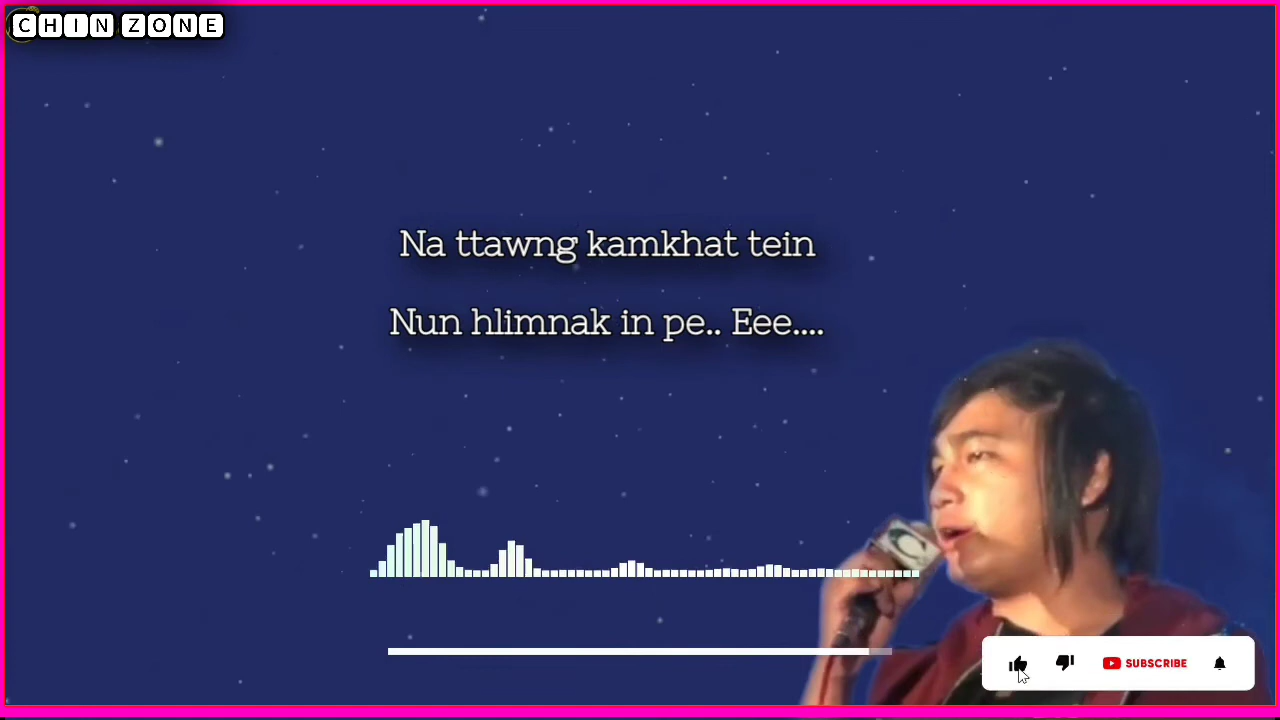 CHIN ZONE
Na ttawng kamkhat tein
Nun hlimnak in pe.. Eee....
SUBSCRIBE